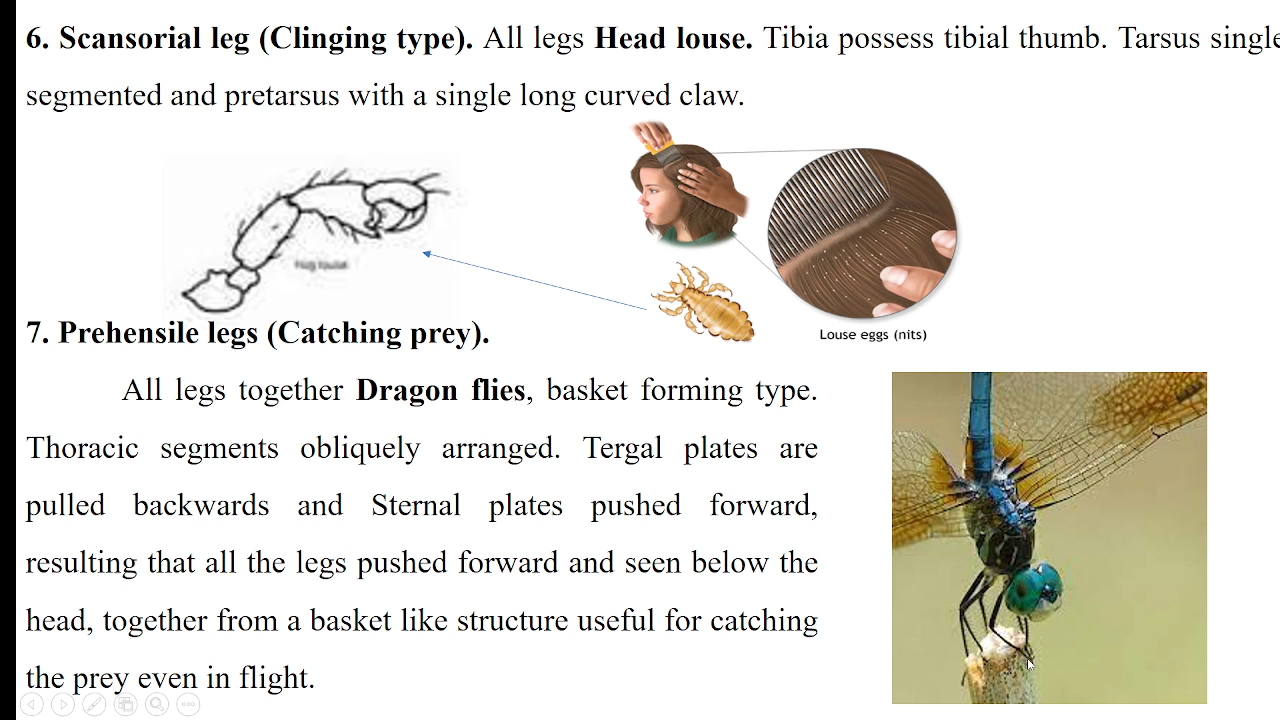 6. Scansorial leg (Clinging type). All legs Head louse. Tibia possess tibial thumb. Tarsus single
segmented and pretarsus with a single long curved claw.
Hog louse
Louse eggs (nits)
7. Prehensile legs (Catching prey).
All legs together Dragon flies, basket forming type.
Thoracic segments obliquely arranged. Tergal plates are
pulled backwards and Sternal plates pushed forward,
resulting that all the legs pushed forward and seen below the
head, together from a basket like structure useful for catching
the prey even in flight.